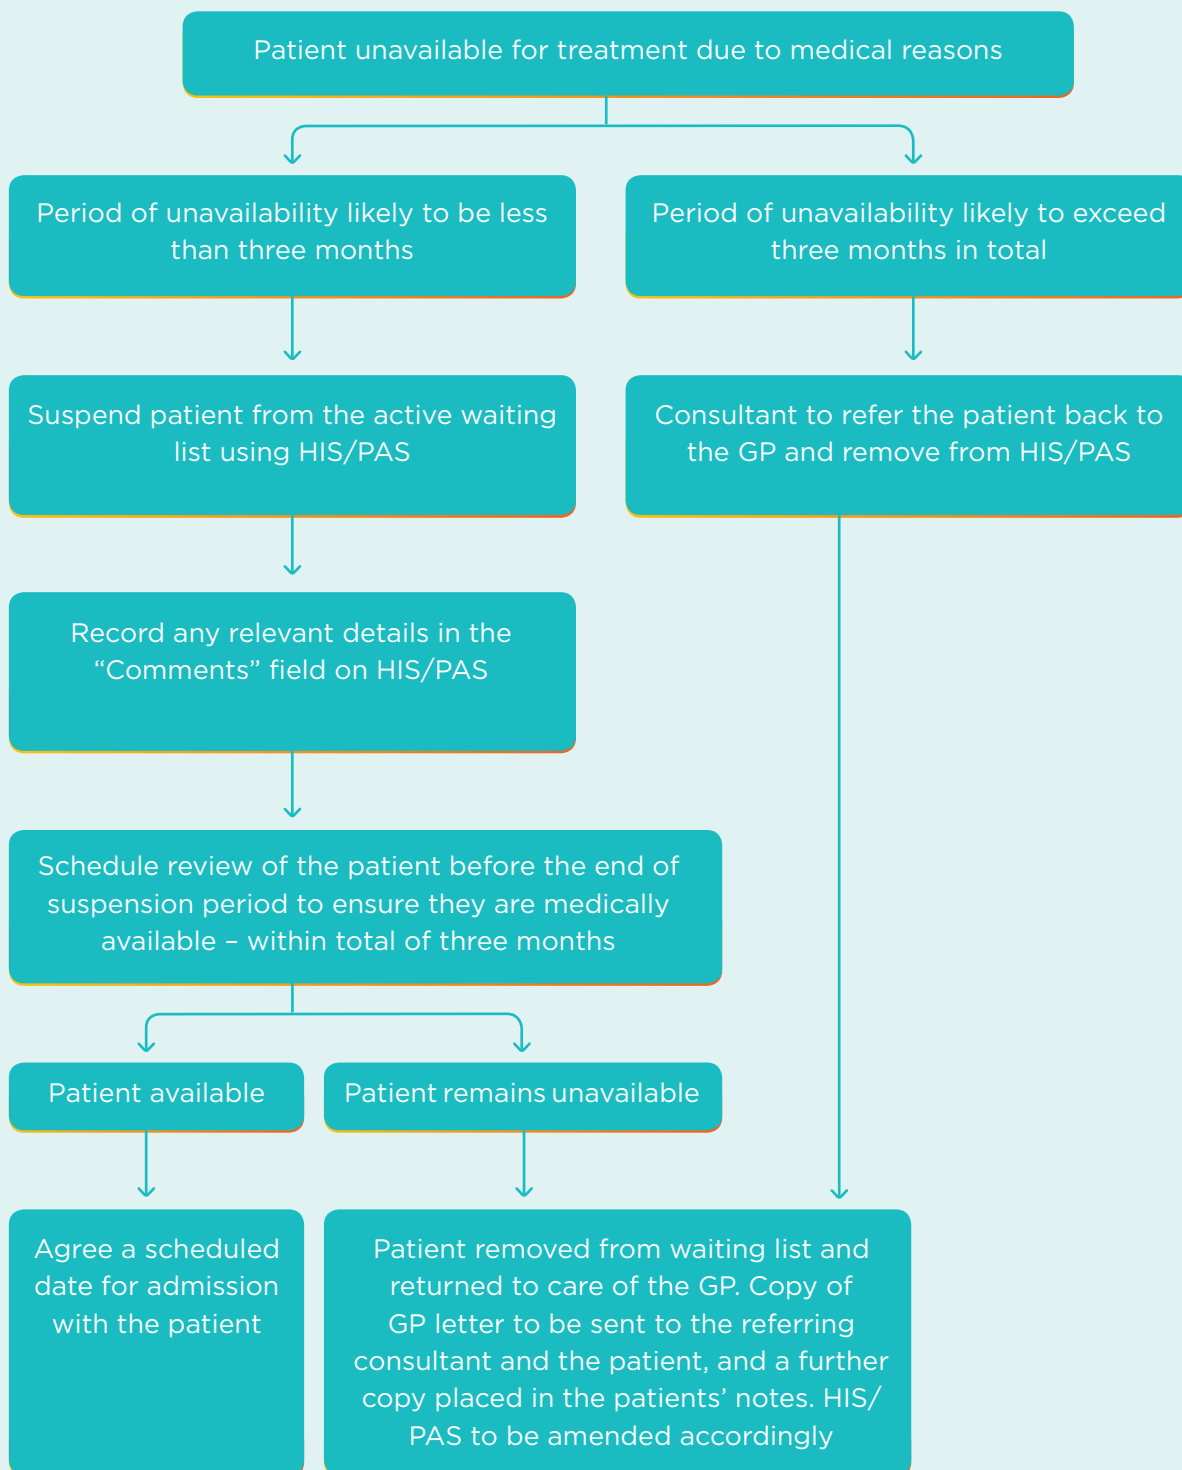 Patient unavailable for treatment due to medical reasons
Period of unavailability likely to be less
than three months
Period of unavailability likely to exceed
three months in total
Suspend patient from the active waiting
list using HIS/PAS
Consultant to refer the patient back to
the GP and remove from HIS/PAS
Record any relevant details in the
“Comments” field on HIS/PAS
Schedule review of the patient before the end of
suspension period to ensure they are medically
available – within total of three months
Patient available
Patient remains unavailable
Agree a scheduled
date for admission
with the patient
Patient removed from waiting list and
returned to care of the GP. Copy of
GP letter to be sent to the referring
consultant and the patient, and a further
copy placed in the patients’ notes. HIS/
PAS to be amended accordingly